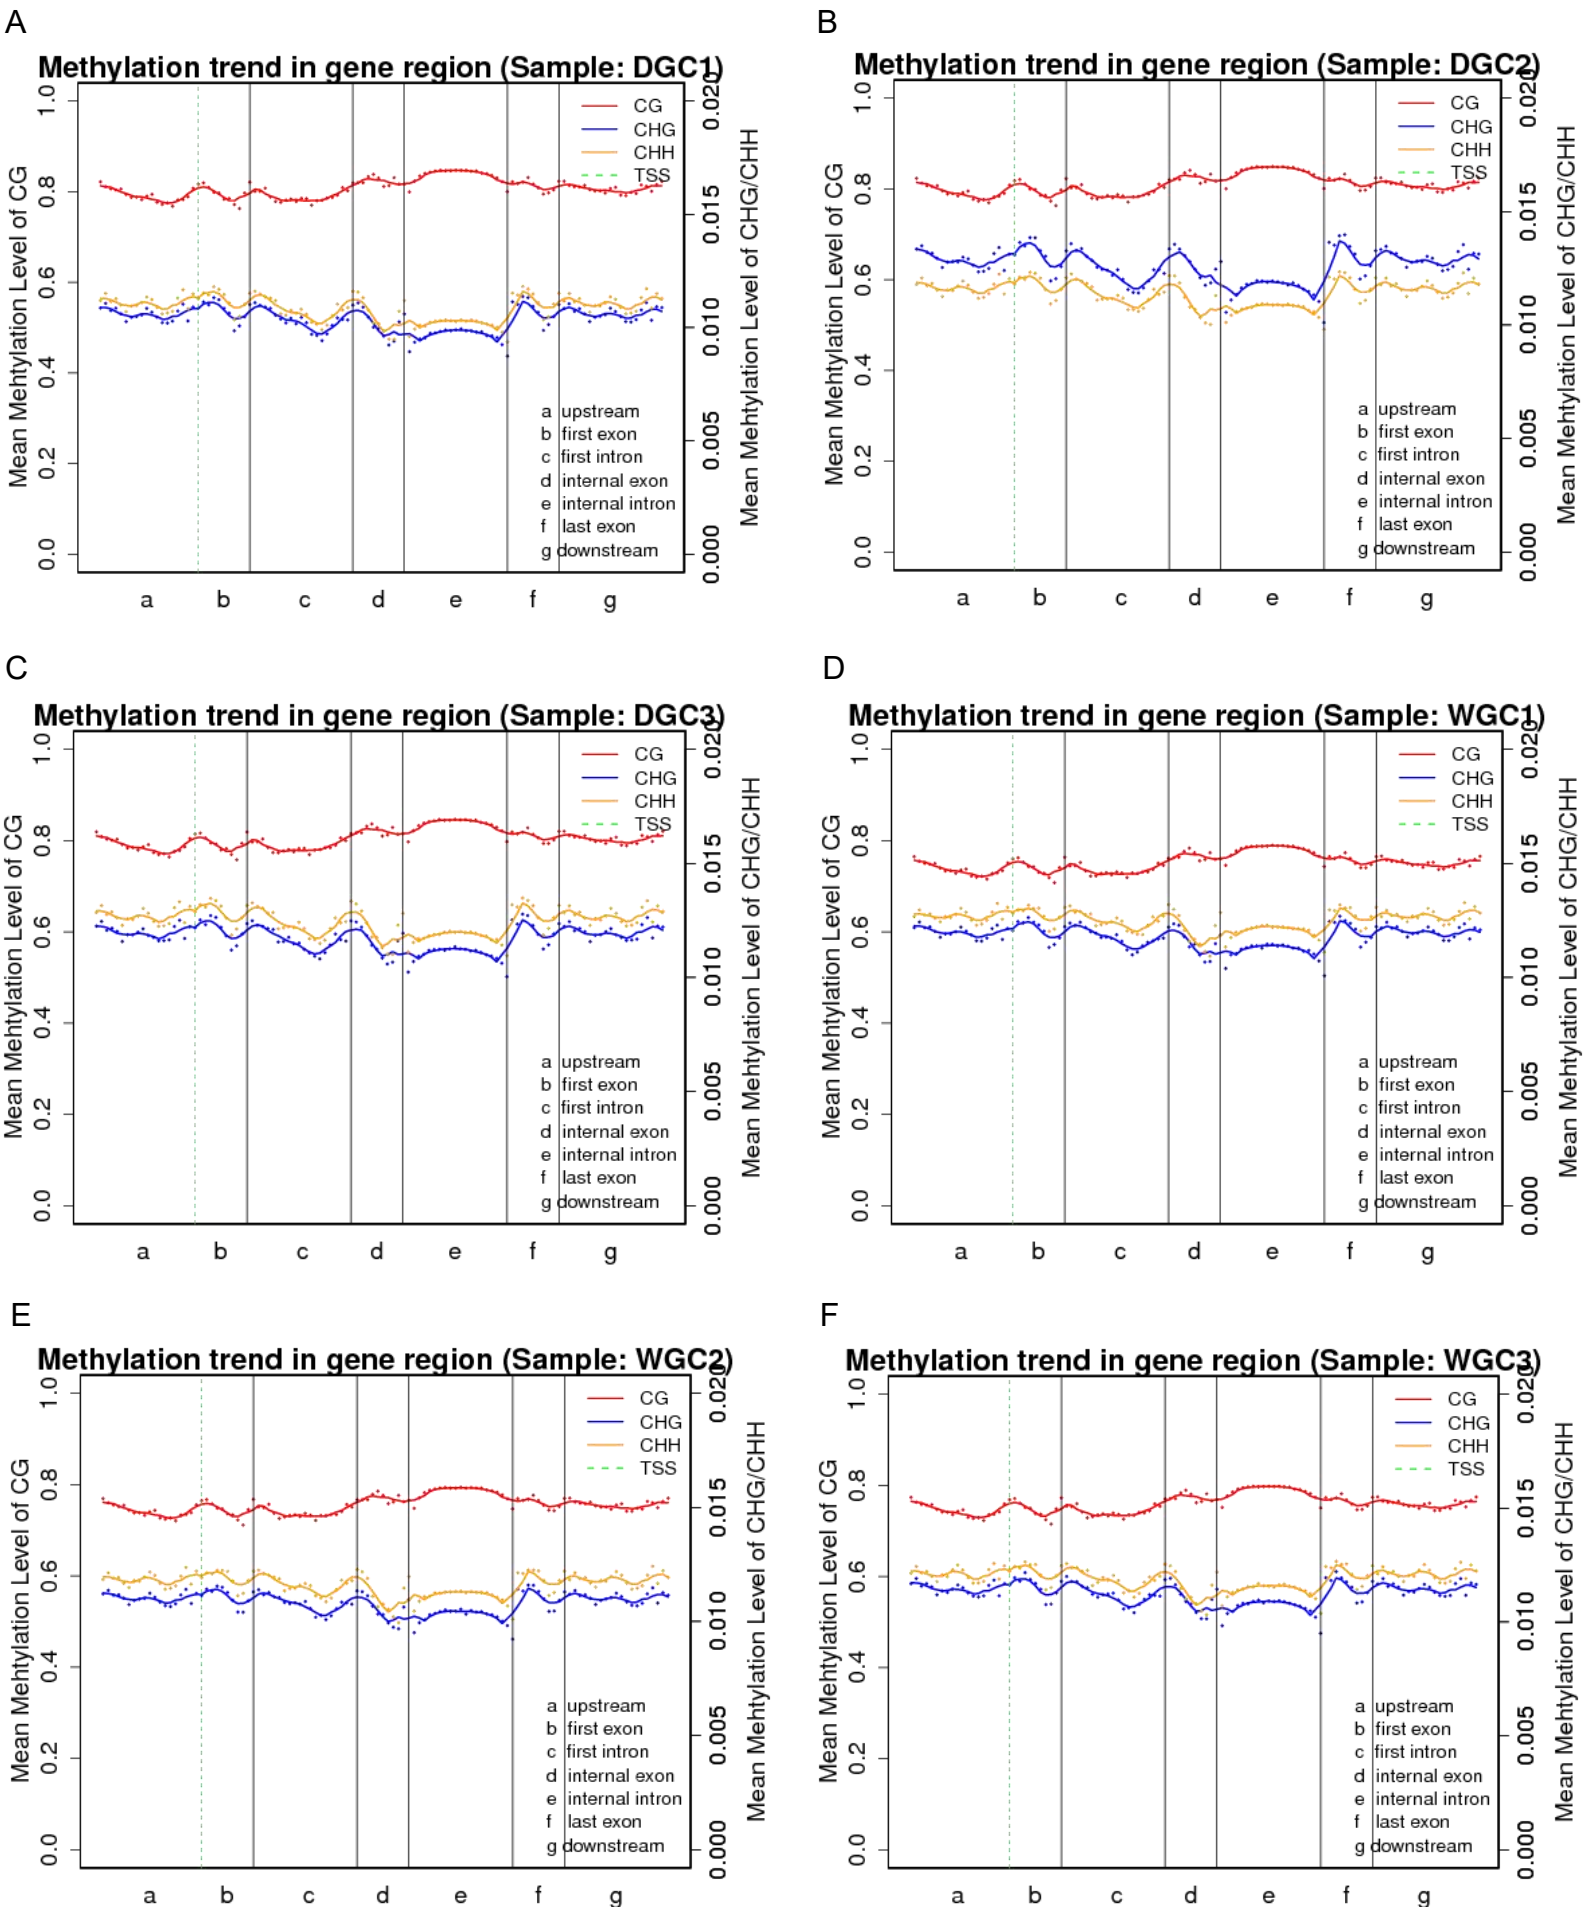 A
Methylation trend in gene region (Sample: DGC1)
Mean Mehtylation Level of CG
0.0 0.2 0.4 0.6 0.8 1.0
Mean Mehtylation Level of CHG/CHH
0.000 0.005 0.010 0.015 0.020
CG
CHG
CHH
TSS
a upstream
b first exon
c first intron
d internal exon
e internal intron
f last exon
g downstream
a b c d e f g
B
Methylation trend in gene region (Sample: DGC2)
Mean Mehtylation Level of CG
0.0 0.2 0.4 0.6 0.8 1.0
Mean Mehtylation Level of CHG/CHH
0.000 0.005 0.010 0.015 0.020
CG
CHG
CHH
TSS
a upstream
b first exon
c first intron
d internal exon
e internal intron
f last exon
g downstream
a b c d e f g
C
Methylation trend in gene region (Sample: DGC3)
Mean Mehtylation Level of CG
0.0 0.2 0.4 0.6 0.8 1.0
Mean Mehtylation Level of CHG/CHH
0.000 0.005 0.010 0.015 0.020
CG
CHG
CHH
TSS
a upstream
b first exon
c first intron
d internal exon
e internal intron
f last exon
g downstream
a b c d e f g
D
Methylation trend in gene region (Sample: WGC1)
Mean Mehtylation Level of CG
0.0 0.2 0.4 0.6 0.8 1.0
Mean Mehtylation Level of CHG/CHH
0.000 0.005 0.010 0.015 0.020
CG
CHG
CHH
TSS
a upstream
b first exon
c first intron
d internal exon
e internal intron
f last exon
g downstream
a b c d e f g
E
Methylation trend in gene region (Sample: WGC2)
Mean Mehtylation Level of CG
0.0 0.2 0.4 0.6 0.8 1.0
Mean Mehtylation Level of CHG/CHH
0.000 0.005 0.010 0.015 0.020
CG
CHG
CHH
TSS
a upstream
b first exon
c first intron
d internal exon
e internal intron
f last exon
g downstream
a b c d e f g
F
Methylation trend in gene region (Sample: WGC3)
Mean Mehtylation Level of CG
0.0 0.2 0.4 0.6 0.8 1.0
Mean Mehtylation Level of CHG/CHH
0.000 0.005 0.010 0.015 0.020
CG
CHG
CHH
TSS
a upstream
b first exon
c first intron
d internal exon
e internal intron
f last exon
g downstream
a b c d e f g